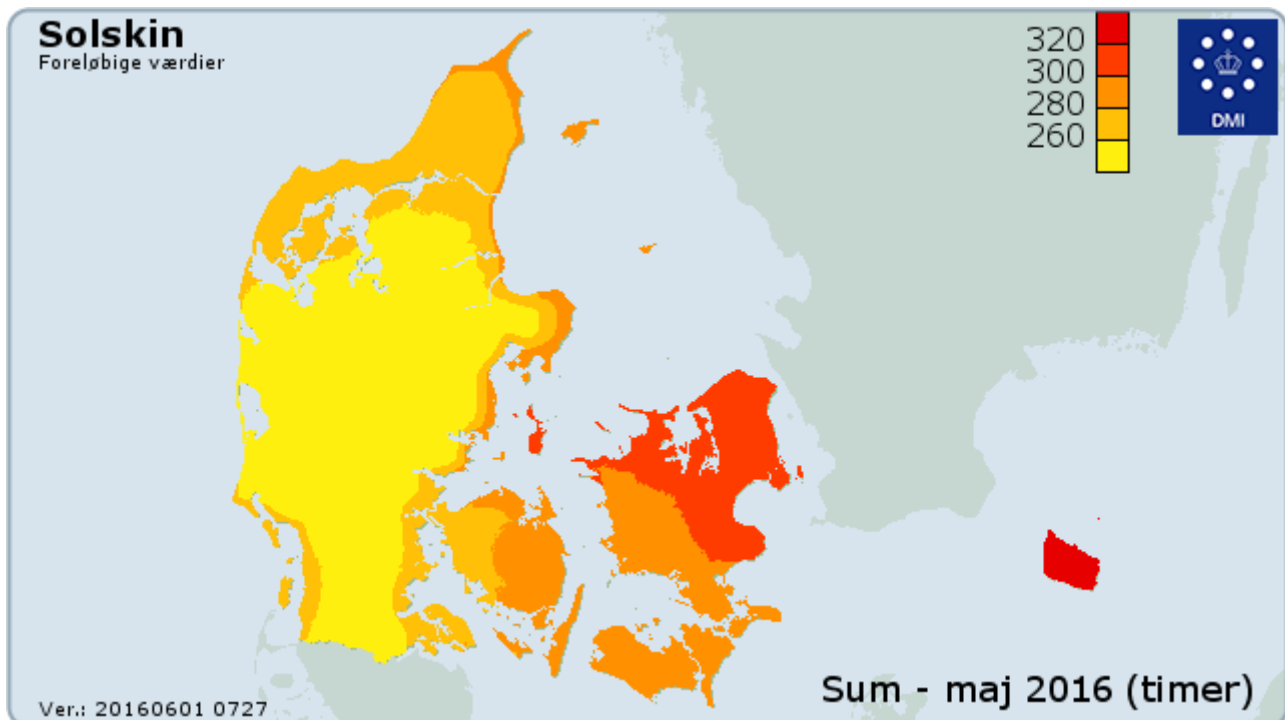 Solskin
Foreløbige værdier
320
300
280
260
DMI
Sum - maj 2016 (timer)
Ver.: 20160601 0727